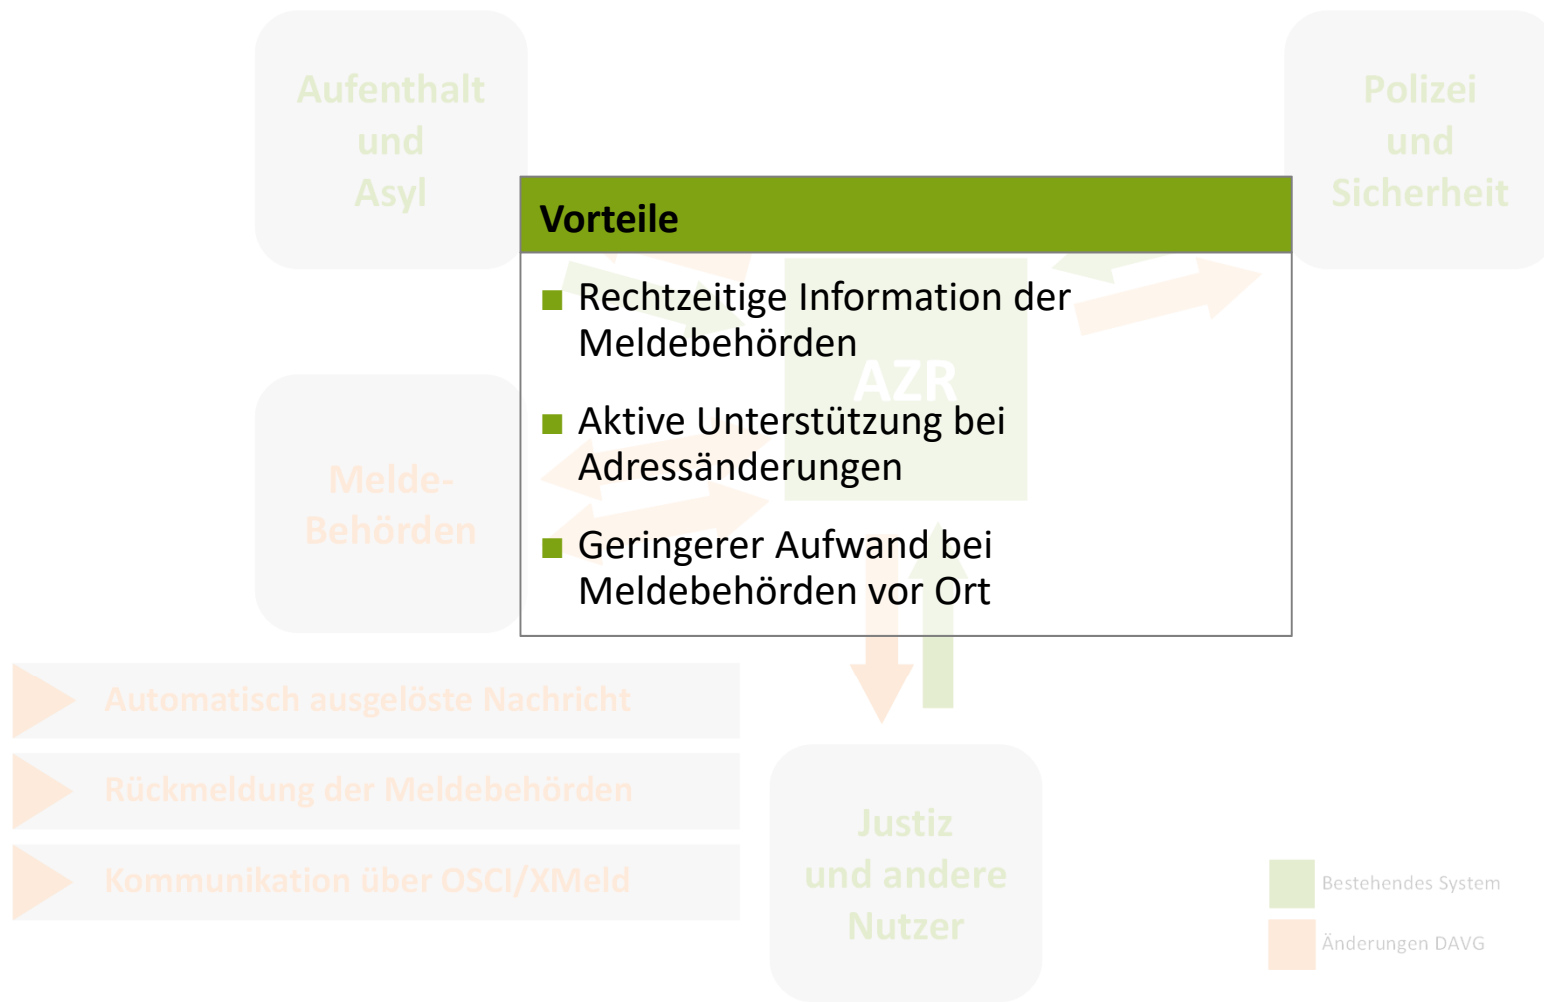 Aufenthalt
und
Asyl
Polizei
und
Sicherheit
Vorteile
■ Rechtzeitige Information der
Meldebehörden
■ Aktive Unterstützung bei
Adressänderungen
■ Geringerer Aufwand bei
Meldebehörden vor Ort
AZR
Melde-
Behörden
Automatisch ausgelöste Nachricht
Rückmeldung der Meldebehörden
Kommunikation über OSCI/XMeld
Justiz
und andere
Nutzer
Bestehendes System
Änderungen DAVG